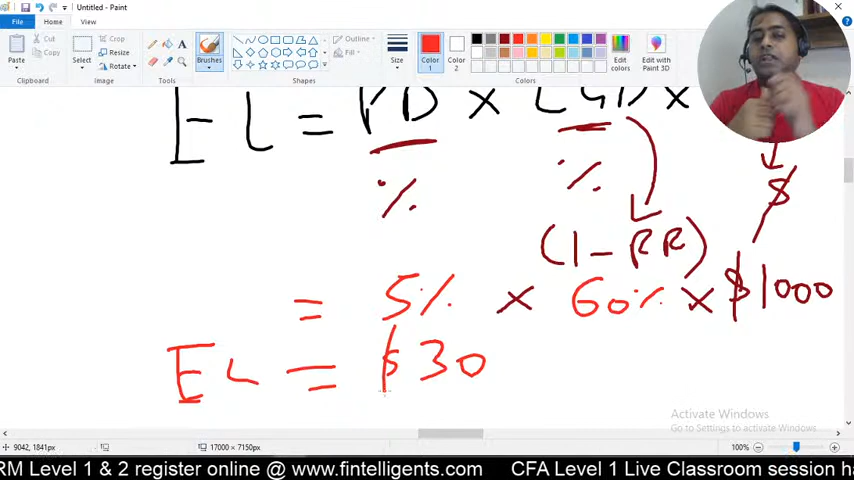 Untitled - Paint
File
Home
View
Paste
Cut
Copy
Clipboard
Select
Crop
Resize
Rotate
Image
Tools
Brushes
Shapes
Outline
Fill
Size
Color 1
Color 2
Colors
Edit colors
Edit with Paint 3D
EL = PD × LGD ×
% % $
(1 - RR)
= 5% × 60% × $1000
EL = $30
Activate Windows
Go to Settings to activate Windows.
9042, 1841px
17000 × 7150px
100%
RM Level 1 & 2 register online @ www.fintelligents.com CFA Level 1 Live Classroom session ha